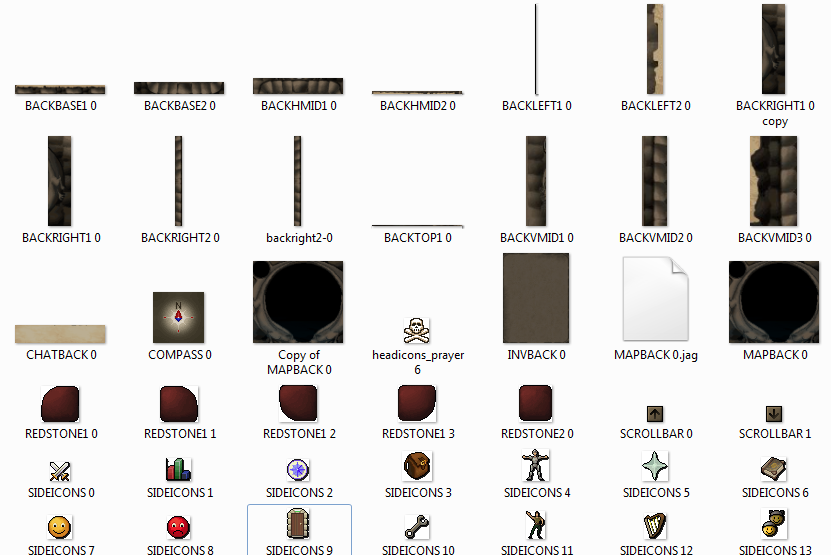 BACKBASE1 0
BACKBASE2 0
BACKHMID1 0
BACKHMID2 0
BACKLEFT1 0
BACKLEFT2 0
BACKRIGHT1 0
copy
BACKRIGHT1 0
BACKRIGHT2 0
backright2-0
BACKTOP1 0
BACKVMID1 0
BACKVMID2 0
BACKVMID3 0
CHATBACK 0
N
COMPASS 0
Copy of
MAPBACK 0
headicons_prayer
6
INVBACK 0
MAPBACK 0.jag
MAPBACK 0
REDSTONE1 0
REDSTONE1 1
REDSTONE1 2
REDSTONE1 3
REDSTONE2 0
SCROLLBAR 0
SCROLLBAR 1
SIDEICONS 0
SIDEICONS 1
SIDEICONS 2
SIDEICONS 3
SIDEICONS 4
SIDEICONS 5
SIDEICONS 6
SIDEICONS 7
SIDEICONS 8
SIDEICONS 9
SIDEICONS 10
SIDEICONS 11
SIDEICONS 12
SIDEICONS 13